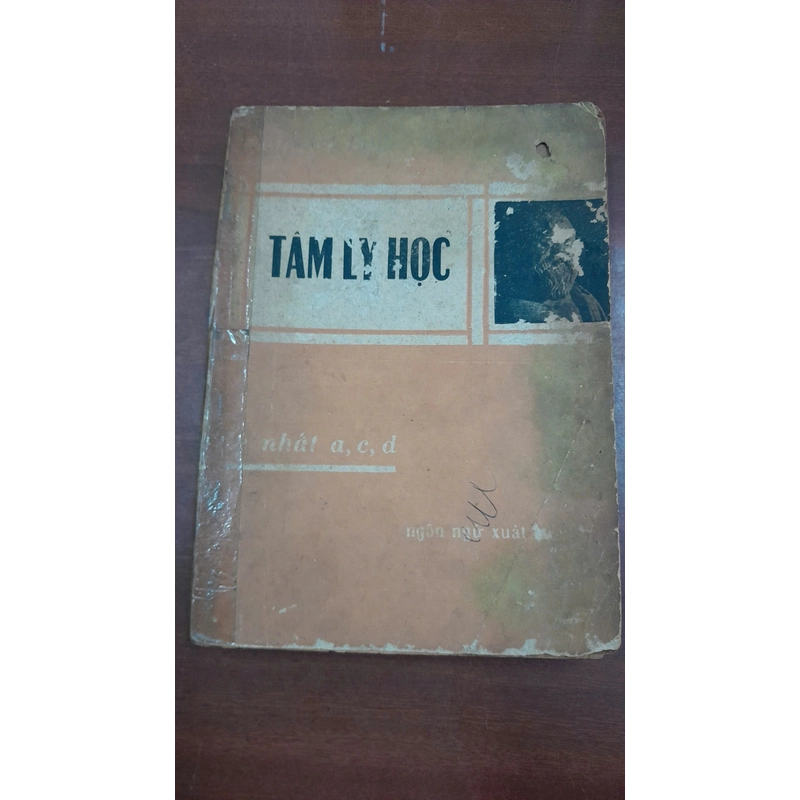 TÂM LÝ HỌC
nhất a, c, d
ngôn ngữ xuất